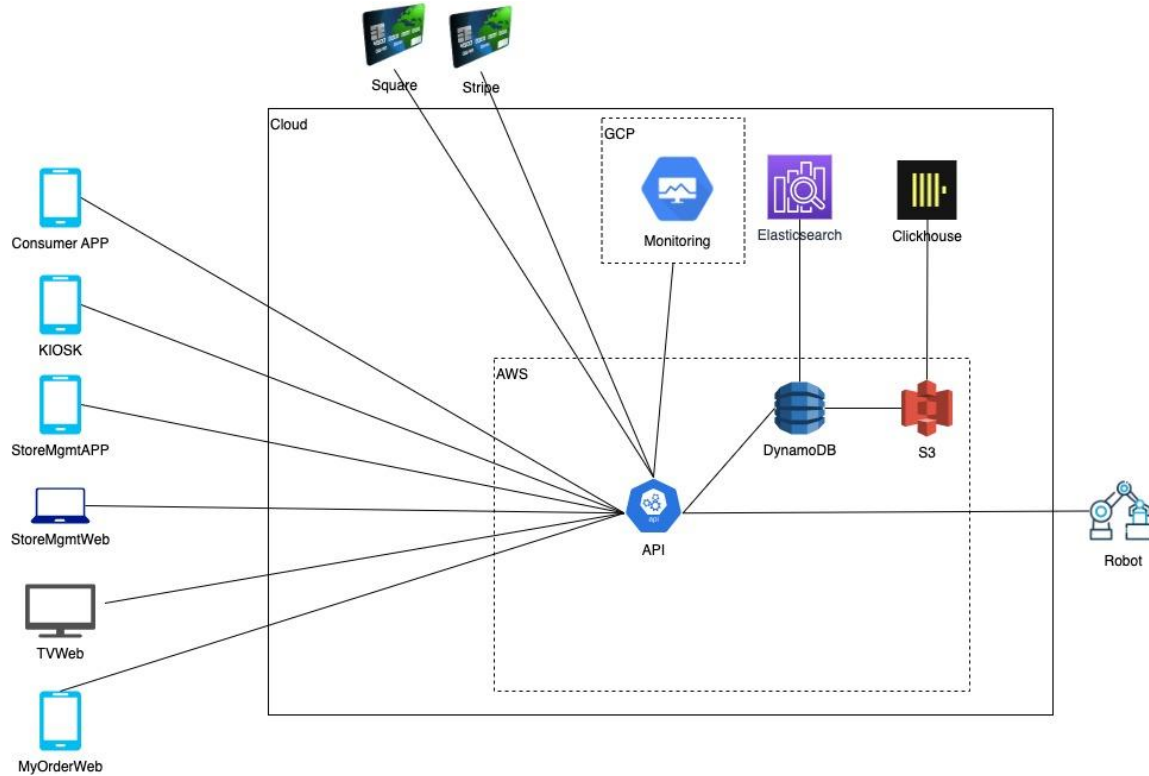 Square
Stripe
Cloud
GCP
Monitoring
Elasticsearch
Clickhouse
Consumer APP
KIOSK
StoreMgmtAPP
AWS
DynamoDB
S3
StoreMgmtWeb
api
API
Robot
TVWeb
MyOrderWeb